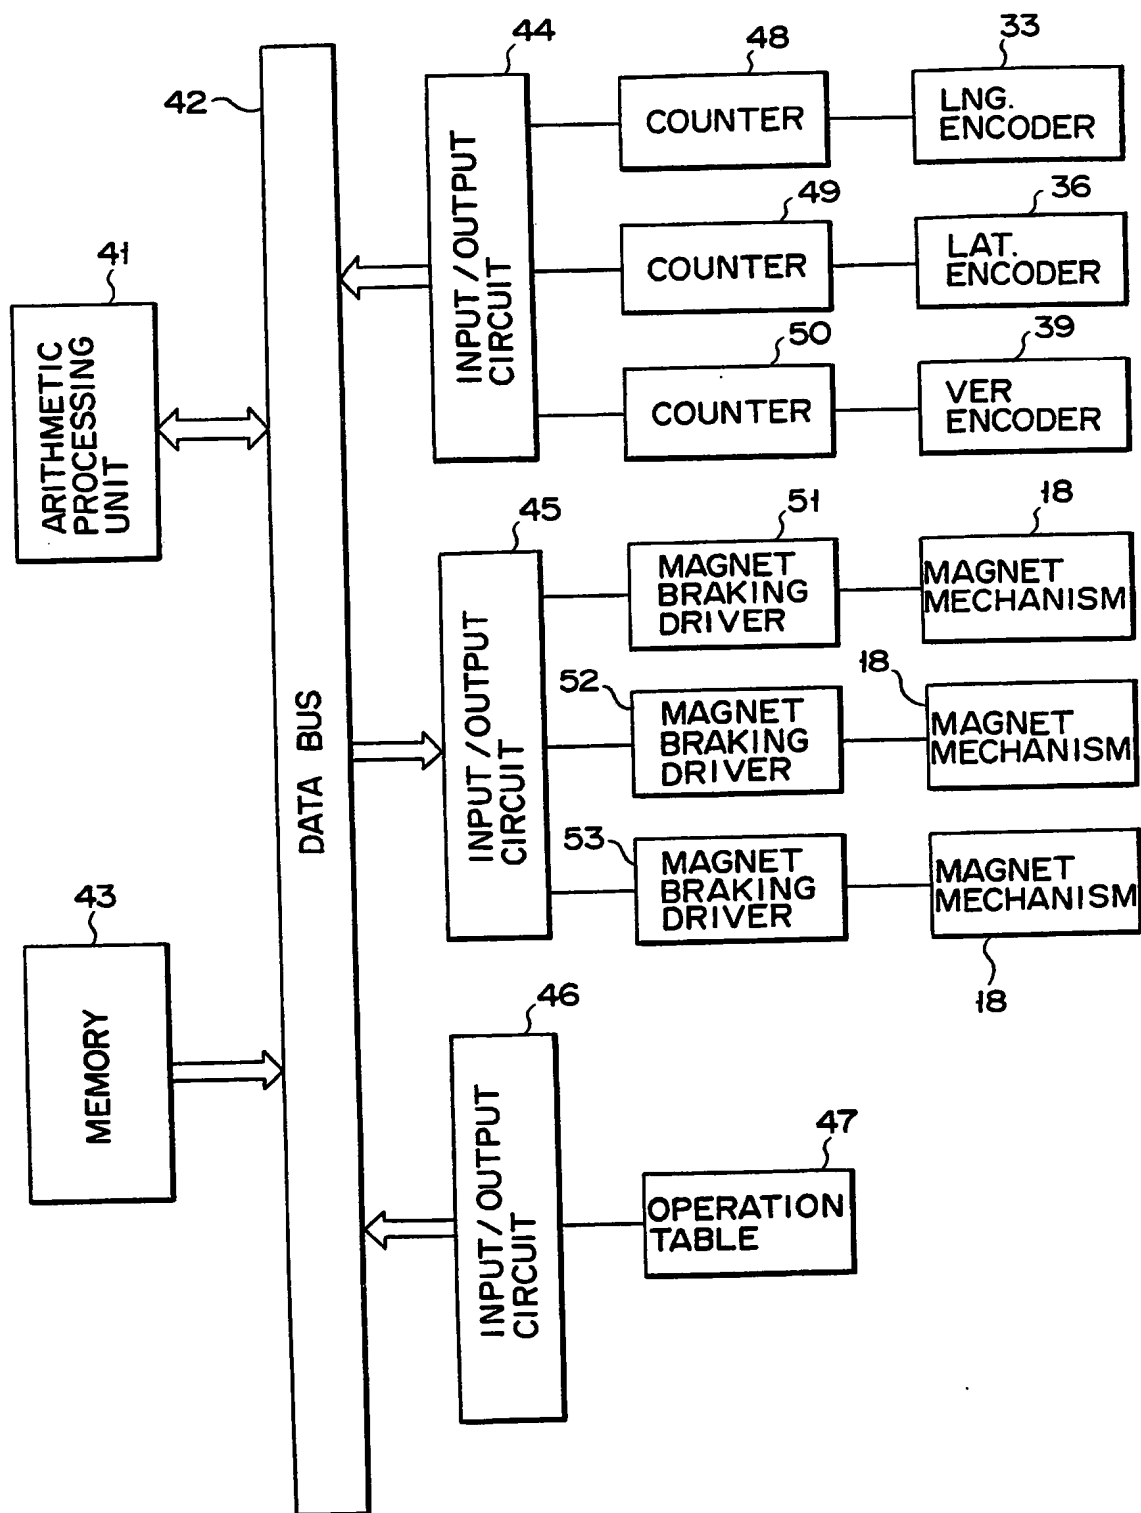 42
41
ARITHMETIC
PROCESSING
UNIT
43
MEMORY
DATA BUS
44
INPUT/OUTPUT
CIRCUIT
48
COUNTER
33
LNG.
ENCODER
49
COUNTER
36
LAT.
ENCODER
50
COUNTER
39
VER
ENCODER
45
INPUT/OUTPUT
CIRCUIT
51
MAGNET
BRAKING
DRIVER
18
MAGNET
MECHANISM
52
MAGNET
BRAKING
DRIVER
18
MAGNET
MECHANISM
53
MAGNET
BRAKING
DRIVER
MAGNET
MECHANISM
18
46
INPUT/OUTPUT
CIRCUIT
47
OPERATION
TABLE